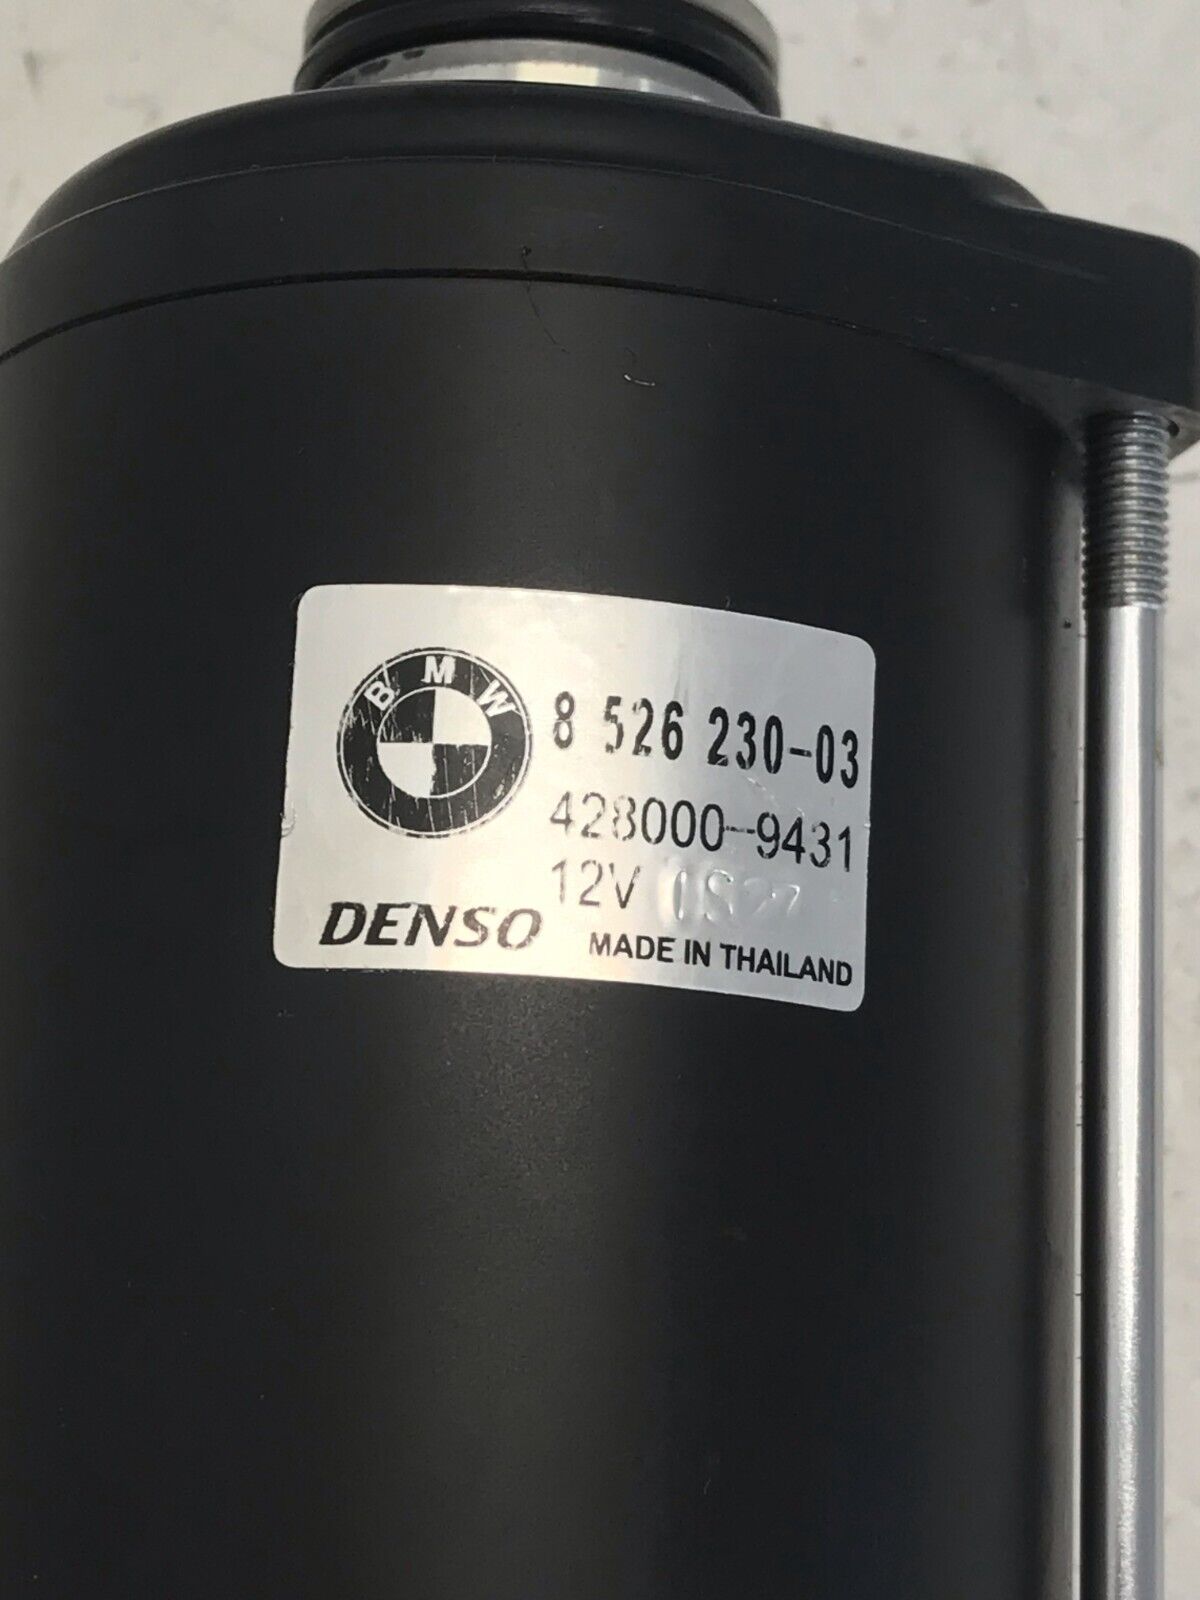 BMW
8 526 230-03
428000-9431
12V
DENSO MADE IN THAILAND